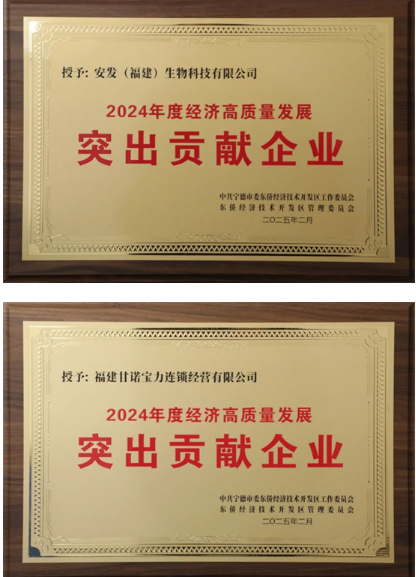 授予: 安发（福建）生物科技有限公司
2024年度经济高质量发展
突出贡献企业
中共宁德市委东侨经济技术开发区工作委员会
东侨经济技术开发区管理委员会
二〇二五年二月
授予: 福建甘诺宝力连锁经营有限公司
2024年度经济高质量发展
突出贡献企业
中共宁德市委东侨经济技术开发区工作委员会
东侨经济技术开发区管理委员会
二〇二五年二月